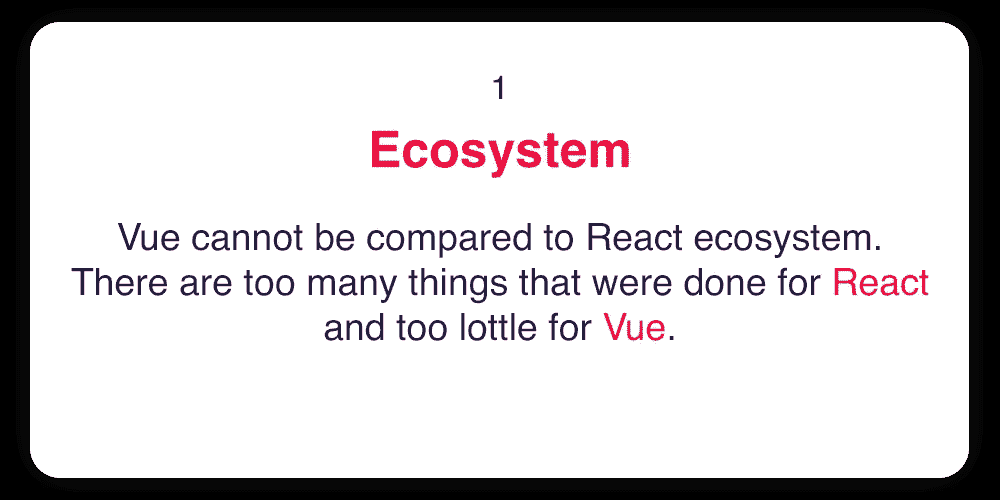 1
Ecosystem
Vue cannot be compared to React ecosystem.
There are too many things that were done for React
and too lottle for Vue.